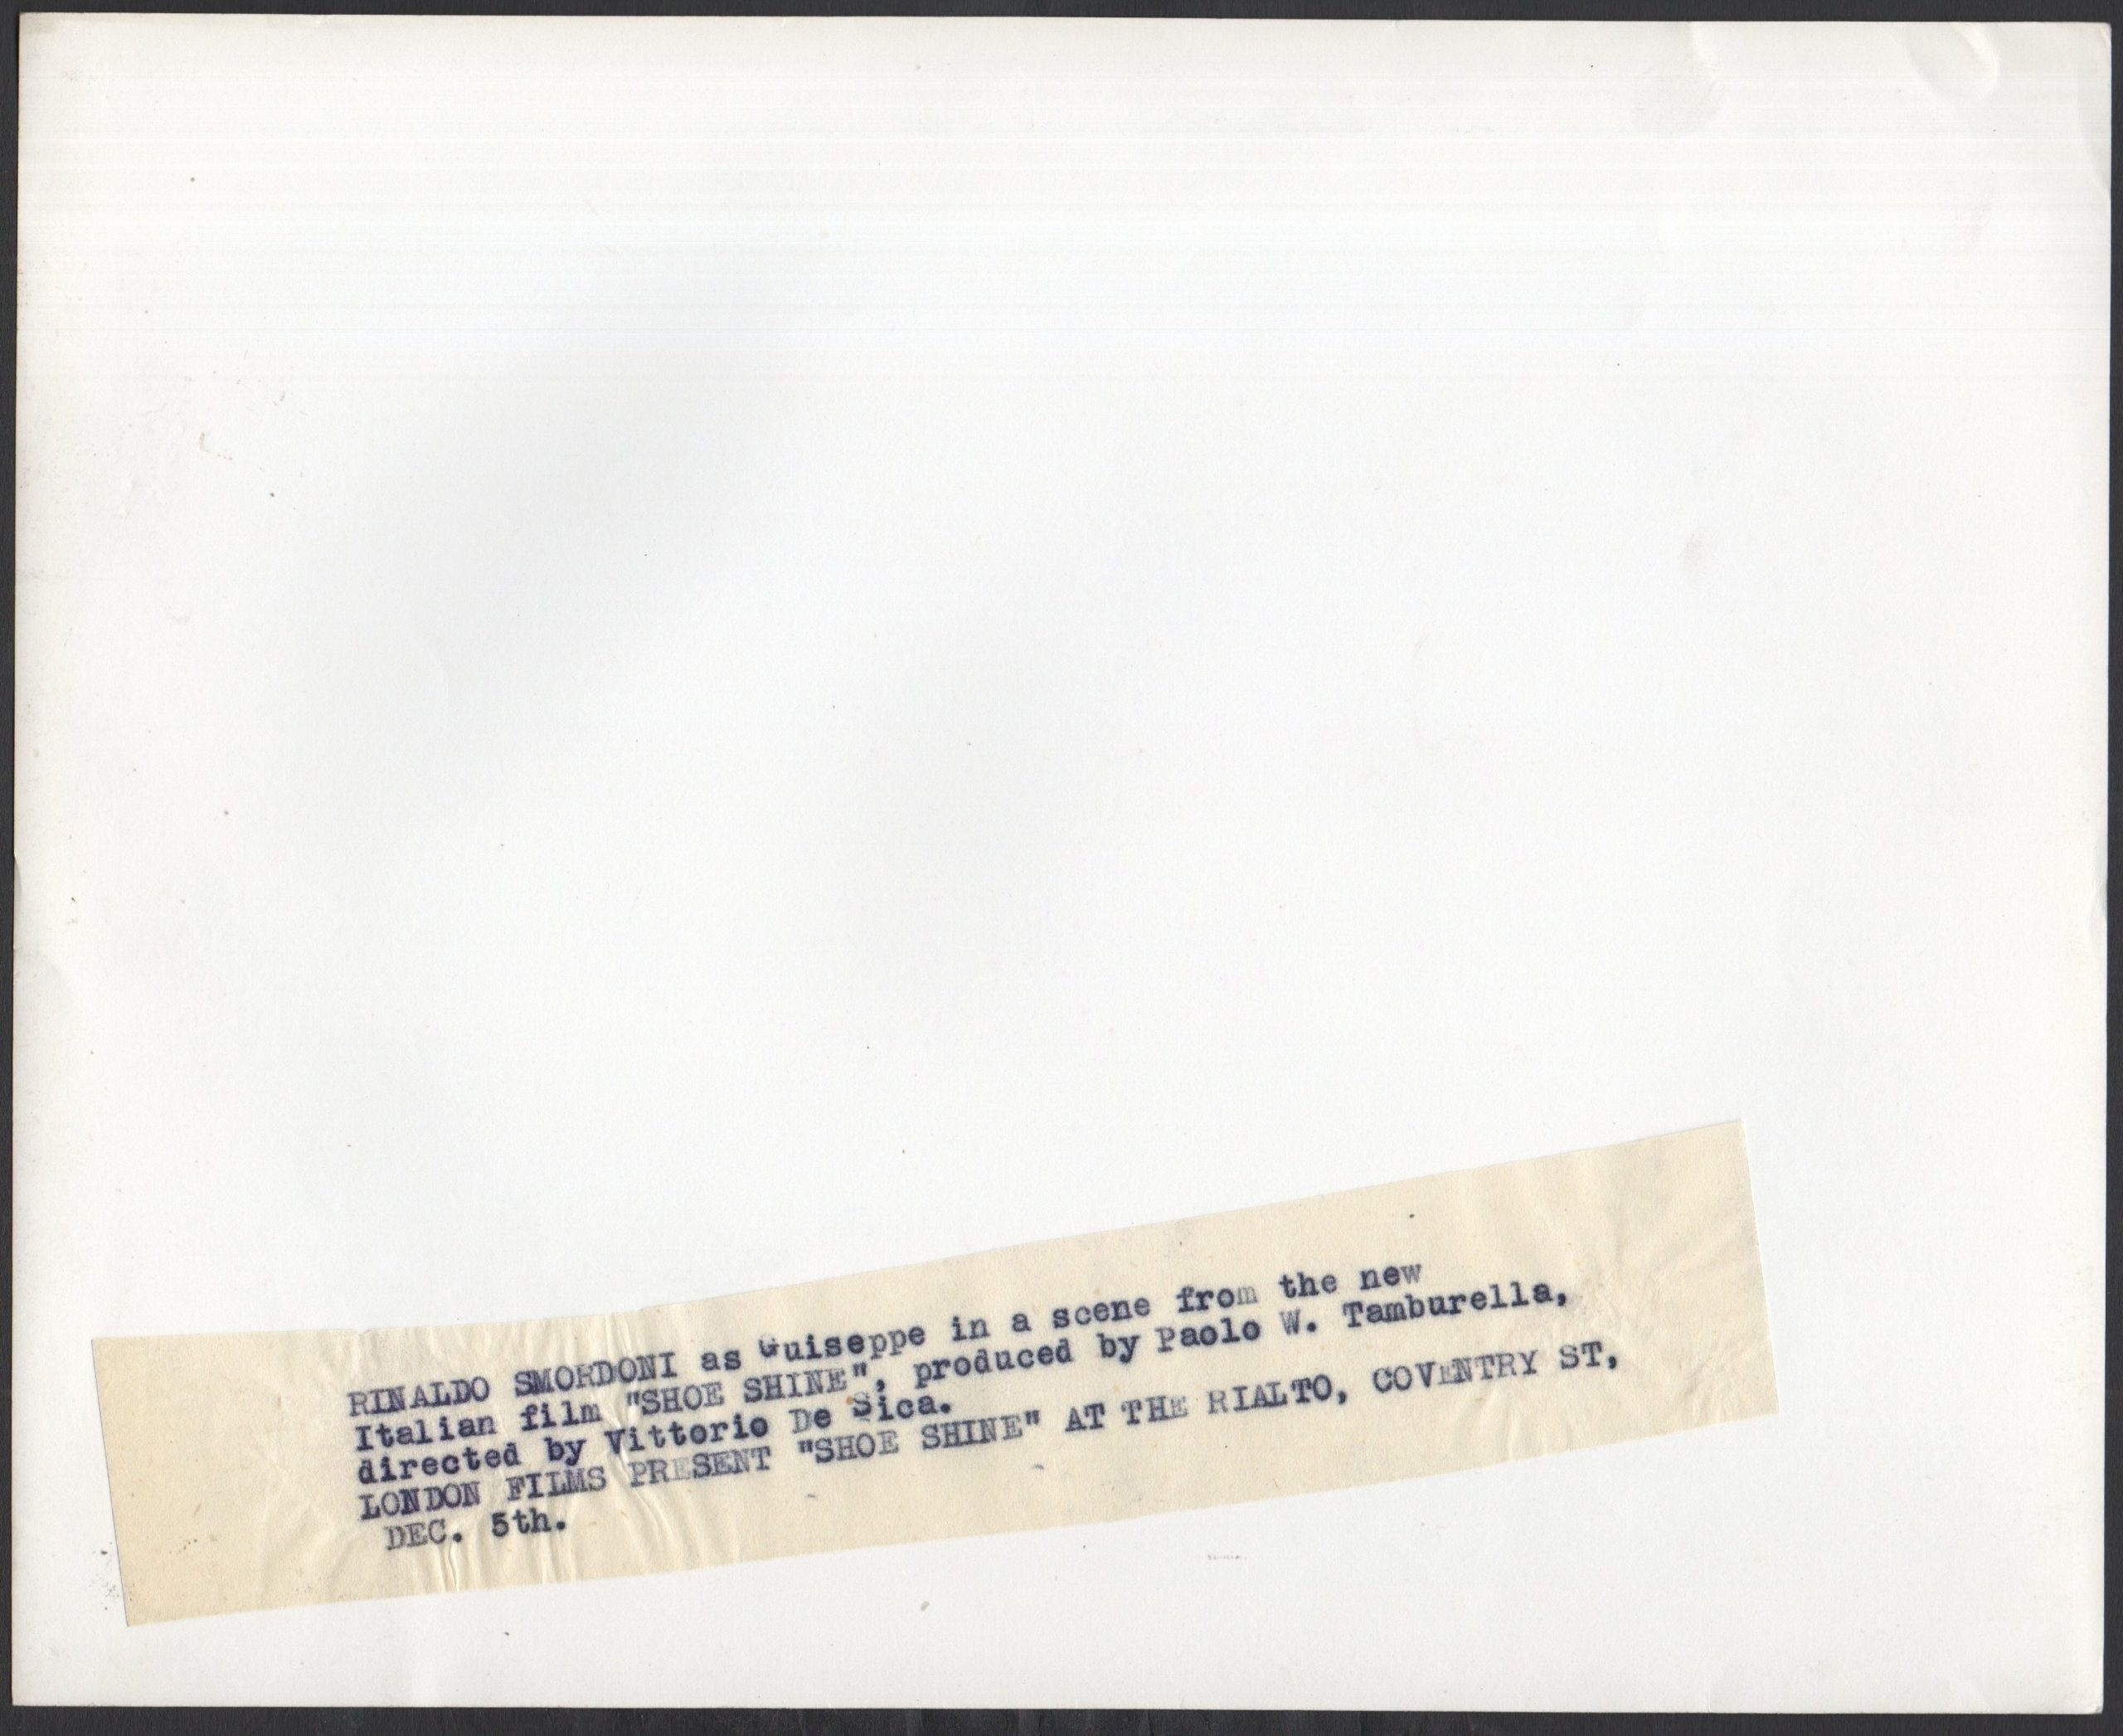 RINALDO SMORDONI as Guiseppe in a scene from the new
Italian film "SHOE SHINE", produced by Paolo W. Tamburella,
directed by Vittorio De Sica.
LONDON FILMS PRESENT "SHOE SHINE" AT THE RIALTO, COVENTRY ST,
DEC. 5th.